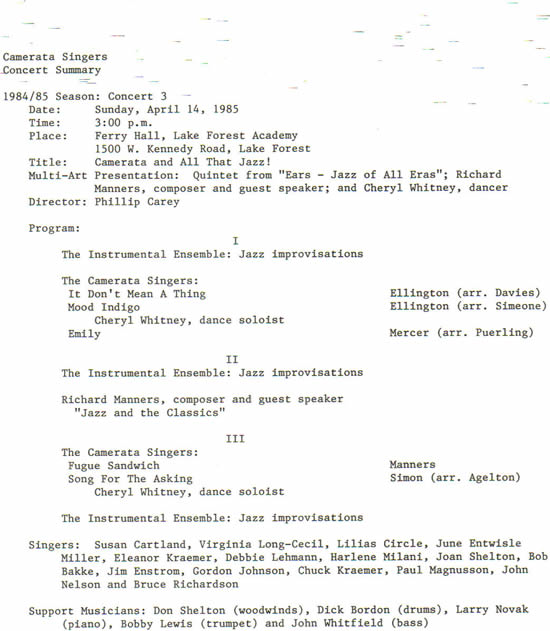 Camerata Singers
Concert Summary
1984/85 Season: Concert 3
Date: Sunday, April 14, 1985
Time: 3:00 p.m.
Place: Ferry Hall, Lake Forest Academy
1500 W. Kennedy Road, Lake Forest
Title: Camerata and All That Jazz!
Multi-Art Presentation: Quintet from "Ears - Jazz of All Eras"; Richard
Manners, composer and guest speaker; and Cheryl Whitney, dancer
Director: Phillip Carey
Program:
I
The Instrumental Ensemble: Jazz improvisations
The Camerata Singers:
It Don't Mean A Thing Ellington (arr. Davies)
Mood Indigo Ellington (arr. Simeone)
Cheryl Whitney, dance soloist
Emily Mercer (arr. Puerling)
II
The Instrumental Ensemble: Jazz improvisations
Richard Manners, composer and guest speaker
"Jazz and the Classics"
III
The Camerata Singers:
Fugue Sandwich Manners
Song For The Asking Simon (arr. Agelton)
Cheryl Whitney, dance soloist
The Instrumental Ensemble: Jazz improvisations
Singers: Susan Cartland, Virginia Long-Cecil, Lilias Circle, June Entwisle
Miller, Eleanor Kraemer, Debbie Lehmann, Harlene Milani, Joan Shelton, Bob
Bakke, Jim Enstrom, Gordon Johnson, Chuck Kraemer, Paul Magnusson, John
Nelson and Bruce Richardson
Support Musicians: Don Shelton (woodwinds), Dick Bordon (drums), Larry Novak
(piano), Bobby Lewis (trumpet) and John Whitfield (bass)